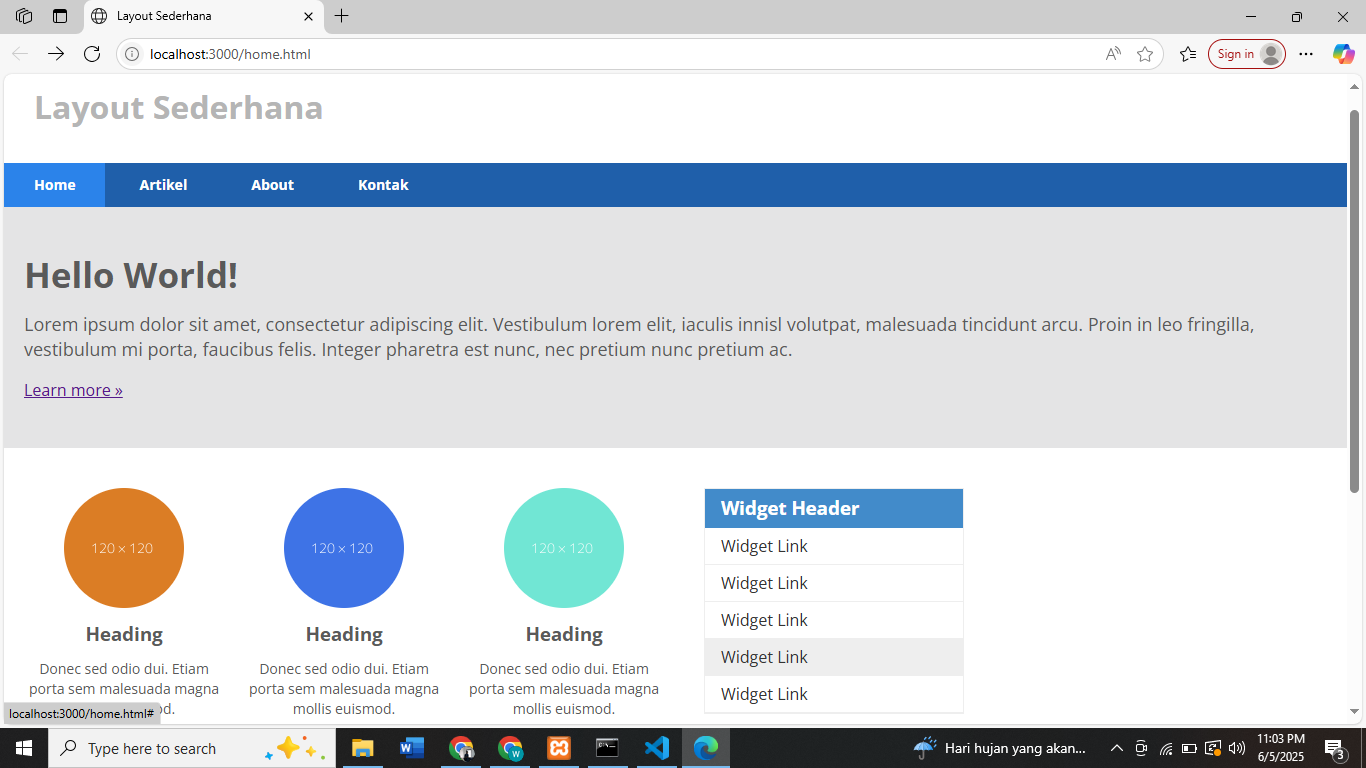 Layout Sederhana
localhost:3000/home.html
Sign in
Layout Sederhana
Home Artikel About Kontak
Hello World!
Lorem ipsum dolor sit amet, consectetur adipiscing elit. Vestibulum lorem elit, iaculis innisl volutpat, malesuada tincidunt arcu. Proin in leo fringilla,
vestibulum mi porta, faucibus felis. Integer pharetra est nunc, nec pretium nunc pretium ac.
Learn more »
120 × 120
Heading
Donec sed odio dui. Etiam
porta sem malesuada magna
d.
120 × 120
Heading
Donec sed odio dui. Etiam
porta sem malesuada magna
mollis euismod.
120 × 120
Heading
Donec sed odio dui. Etiam
porta sem malesuada magna
mollis euismod.
Widget Header
Widget Link
Widget Link
Widget Link
Widget Link
Widget Link
localhost:3000/home.html#
Type here to search
Hari hujan yang akan...
11:03 PM
6/5/2025
3